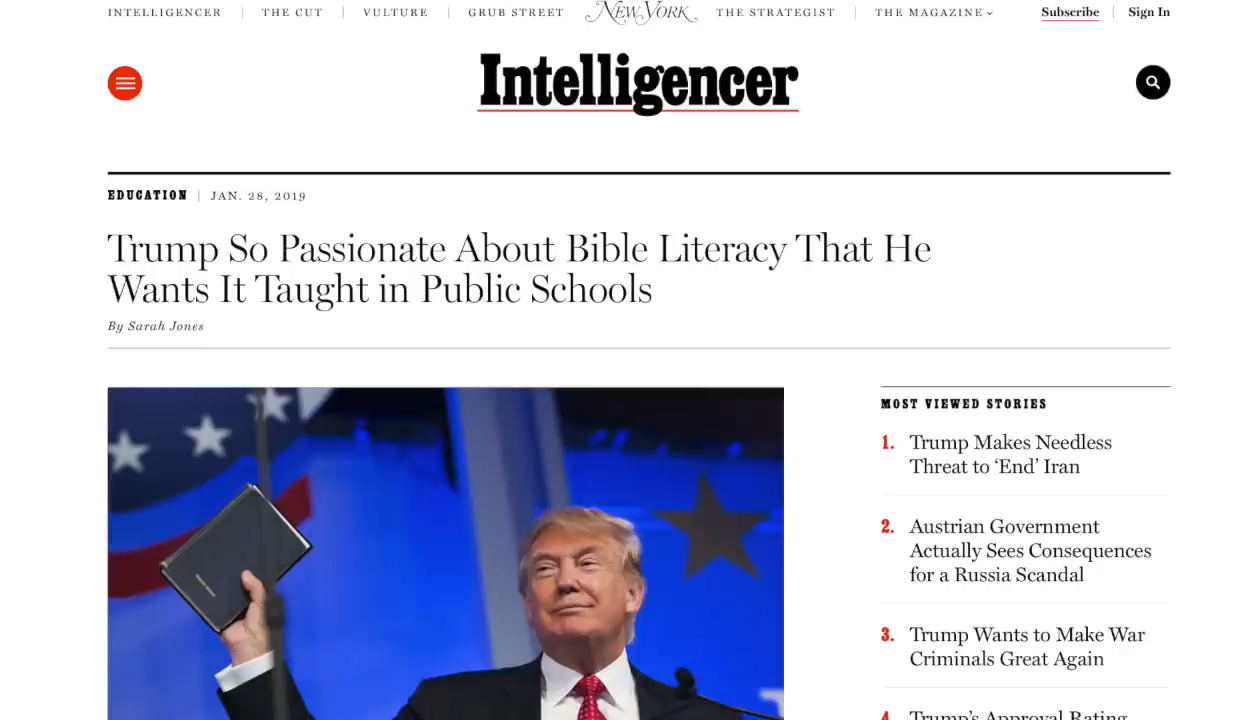 INTELLIGENCER | THE CUT | VULTURE | GRUB STREET NEW YORK THE STRATEGIST | THE MAGAZINE Subscribe | Sign In
Intelligencer
EDUCATION | JAN. 28, 2019
Trump So Passionate About Bible Literacy That He
Wants It Taught in Public Schools
By Sarah Jones
MOST VIEWED STORIES
1. Trump Makes Needless
Threat to ‘End’ Iran
2. Austrian Government
Actually Sees Consequences
for a Russia Scandal
3. Trump Wants to Make War
Criminals Great Again
4. Trump’s Approval Rating